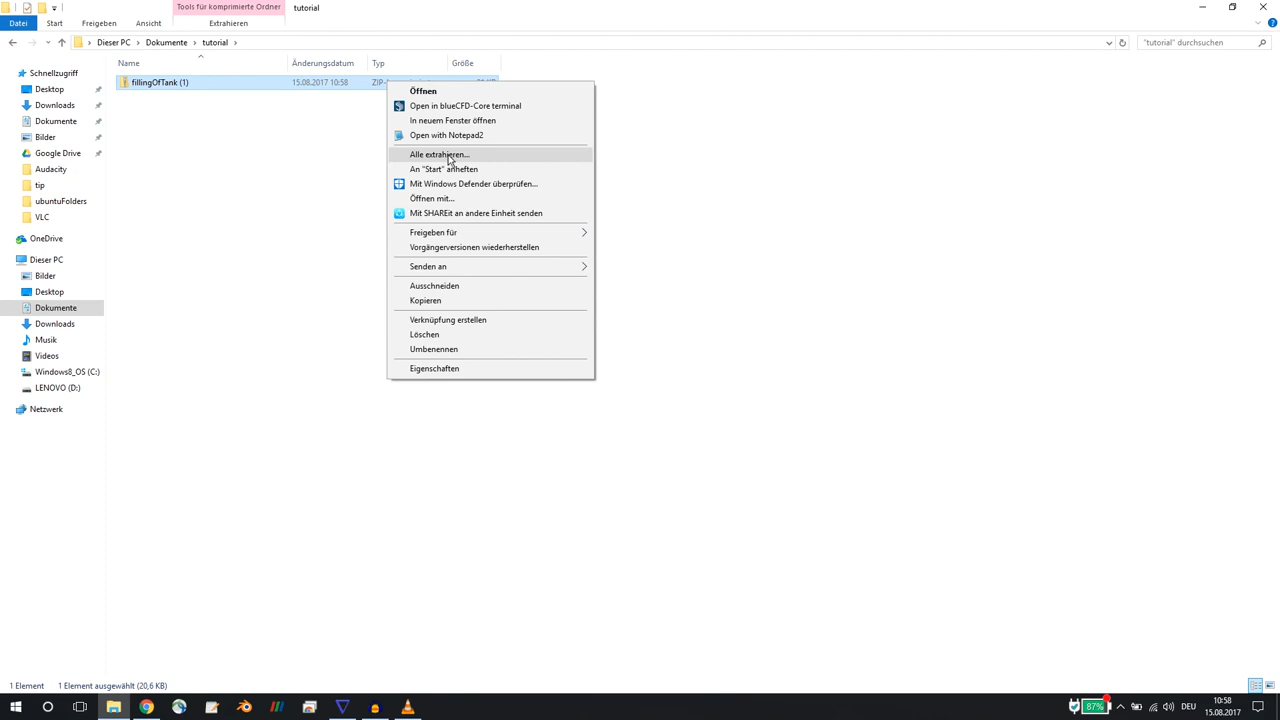 Tools für komprimierte Ordner
tutorial
Datei
Start
Freigeben
Ansicht
Extrahieren
Dieser PC
Dokumente
tutorial
"tutorial" durchsuchen
Name
Änderungsdatum
Typ
Größe
Schnellzugriff
fillingOfTank (1)
15.08.2017 10:58
Desktop
Downloads
Dokumente
Bilder
Google Drive
Audacity
tip
ubuntuFolders
VLC
OneDrive
Dieser PC
Bilder
Desktop
Dokumente
Downloads
Musik
Videos
Windows8_OS (C:)
LENOVO (D:)
Netzwerk
Öffnen
Open in blueCFD-Core terminal
In neuem Fenster öffnen
Open with Notepad2
Alle extrahieren...
An "Start" anheften
Mit Windows Defender überprüfen...
Öffnen mit...
Mit SHAREit an andere Einheit senden
Freigeben für
Vorgängerversionen wiederherstellen
Senden an
Ausschneiden
Kopieren
Verknüpfung erstellen
Löschen
Umbenennen
Eigenschaften
1 Element
1 Element ausgewählt (20,6 KB)
87%
DEU
10:58
15.08.2017